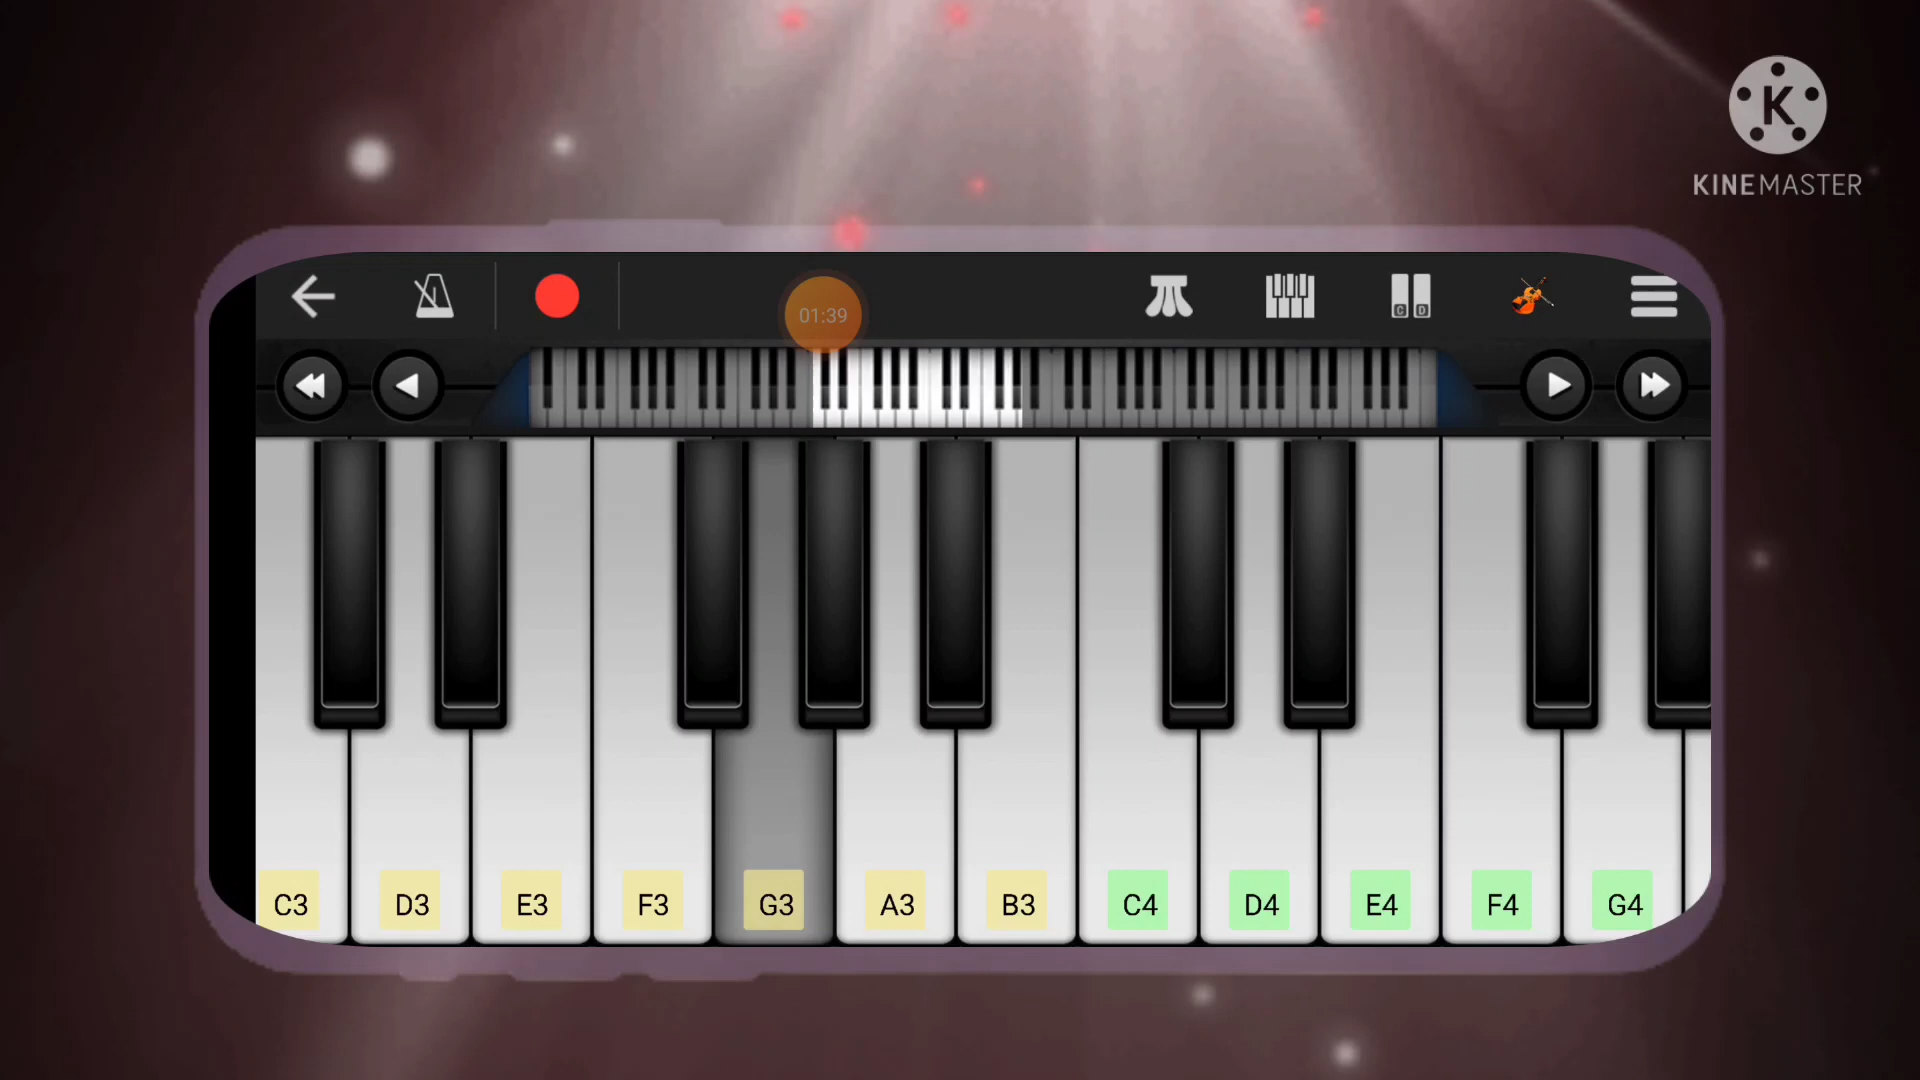 K
KINEMASTER
01:39
C D
C3 D3 E3 F3 G3 A3 B3 C4 D4 E4 F4 G4